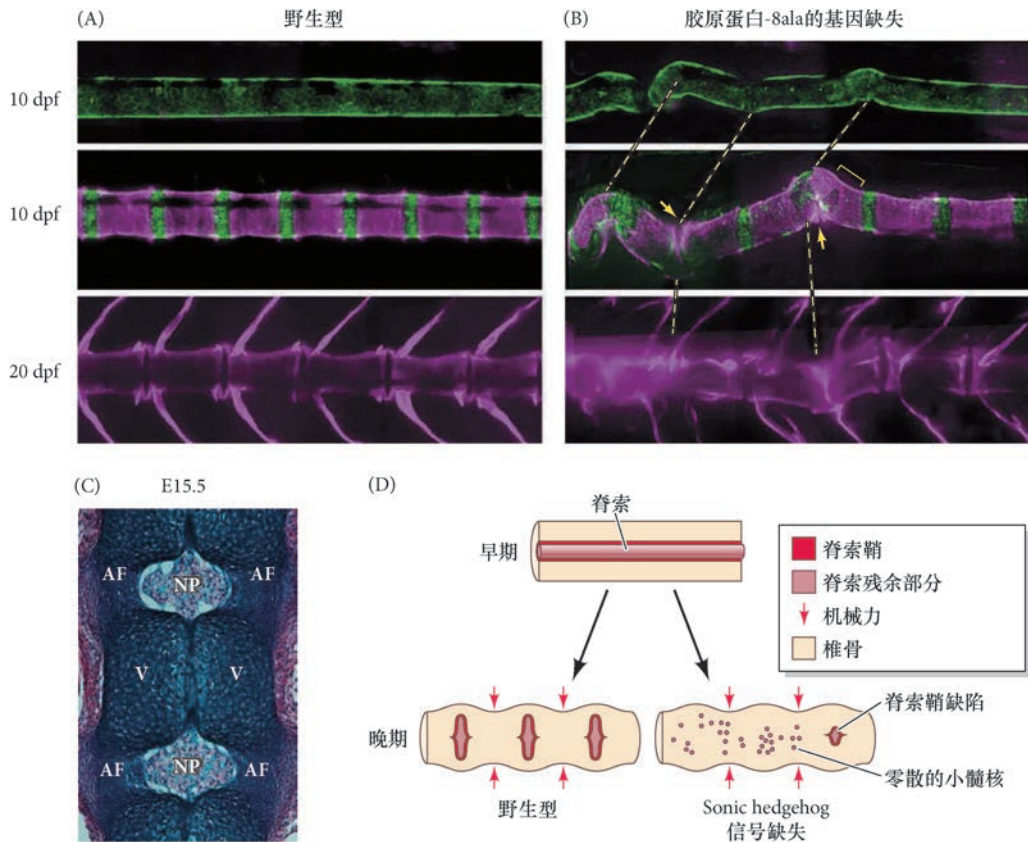 (A) 野生型
(B) 胶原蛋白-8ala的基因缺失
10 dpf
10 dpf
20 dpf
(C) E15.5
AF NP AF
V V
AF NP AF
(D)
脊索
早期
晚期
野生型
Sonic hedgehog
信号缺失
脊索鞘
脊索残余部分
机械力
椎骨
脊索鞘缺陷
零散的小髓核